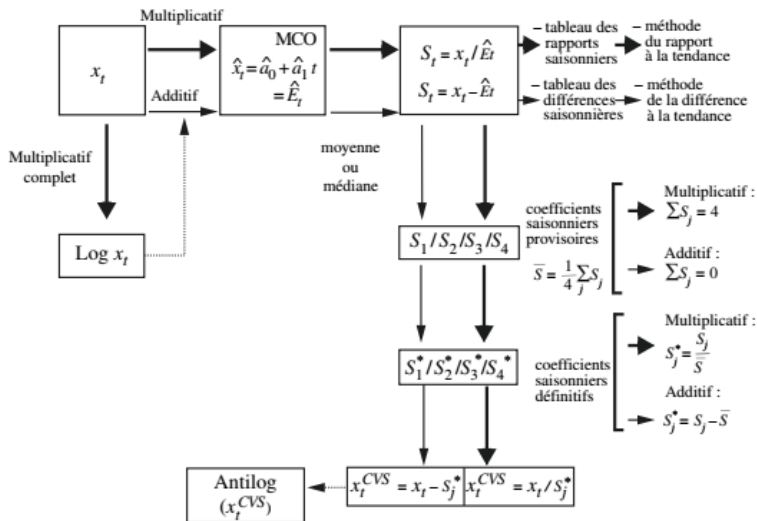 Multiplicatif
x_t
Additif
MCO
x̂_t = â_0 + â_1 t
= Ê_t
S_t = x_t / Êt
S_t = x_t – Êt
– tableau des
rapports
saisonniers
– méthode
du rapport
à la tendance
– tableau des
différences
saisonnières
– méthode
de la différence
à la tendance
Multiplicatif
complet
Log x_t
moyenne
ou
médiane
S_1 / S_2 / S_3 / S_4
coefficients
saisonniers
provisoires
S̅ = 1/4 ∑_j S_j
Multiplicatif :
∑S_j = 4
Additif :
∑S_j = 0
S_1^* / S_2^* / S_3^* / S_4^*
coefficients
saisonniers
définitifs
Multiplicatif :
S_j^* = S_j / S̅
Additif :
S_j^* = S_j – S̅
Antilog
(x_t^CVS)
x_t^CVS = x_t – S_j^*
x_t^CVS = x_t / S_j^*